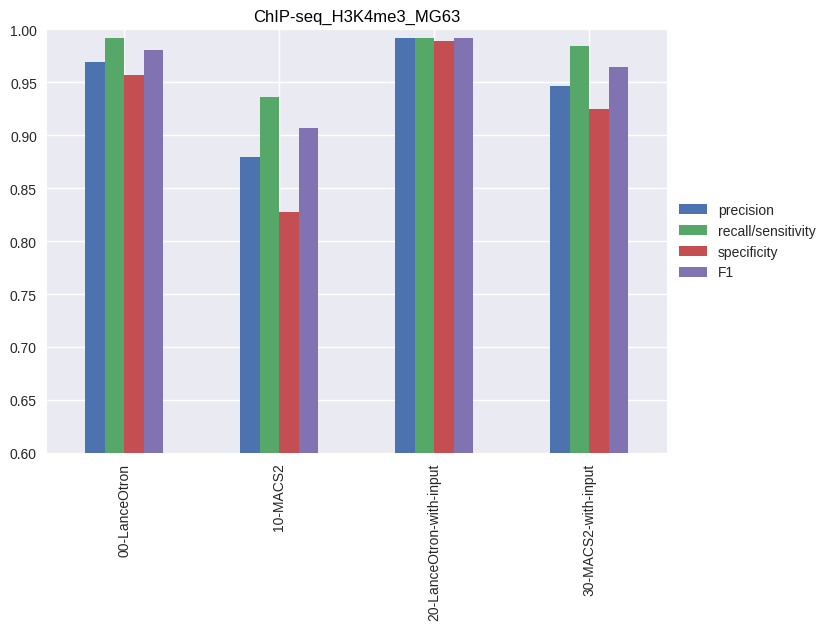 ChIP-seq_H3K4me3_MG63
1.00
0.95
0.90
0.85
0.80
0.75
0.70
0.65
0.60
00-LanceOtron
10-MACS2
20-LanceOtron-with-input
30-MACS2-with-input
precision
recall/sensitivity
specificity
F1